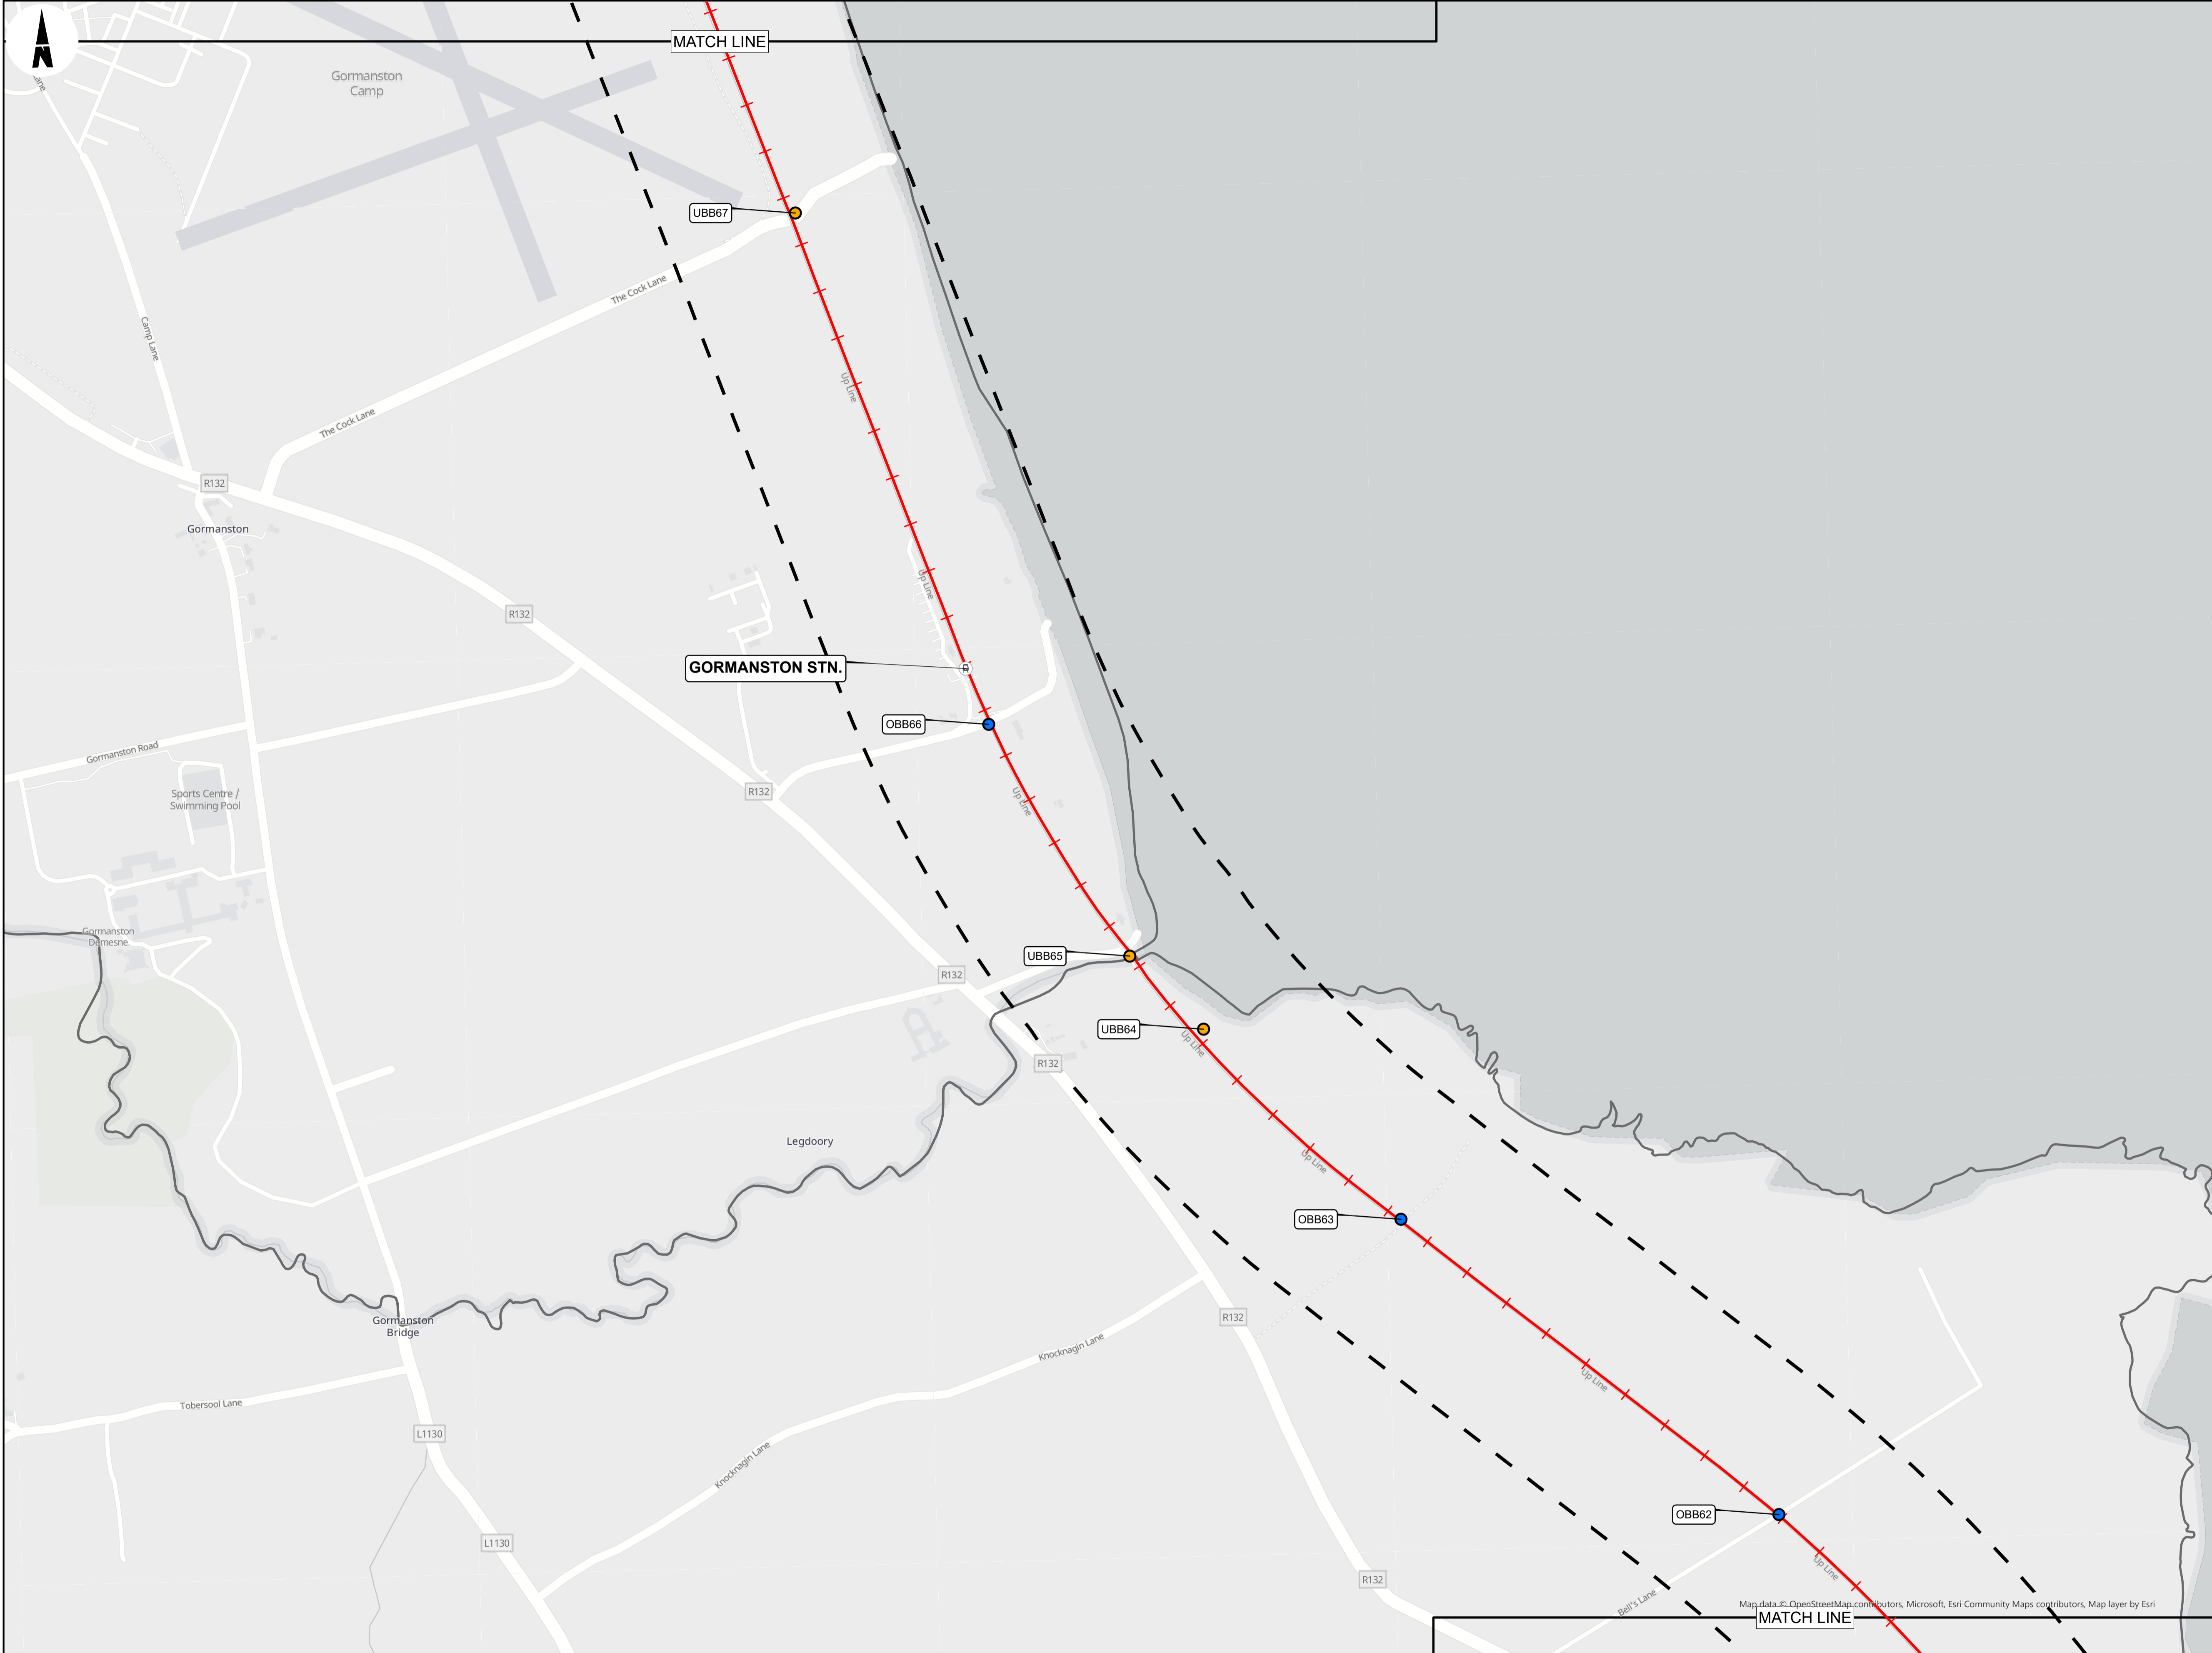 MATCH LINE
N
Lane
Gormanston
Camp
UBB67
The Cock Lane
Camp Lane
Up Line
The Cock Lane
R132
Gormanston
Up Line
R132
GORMANSTON STN.
OBB66
Gormanston Road
R132
Up Line
Sports Centre /
Swimming Pool
Gormanston
Demesne
UBB65
R132
UBB64
Up Line
R132
Legdoory
Up Line
OBB63
Gormanston
Bridge
R132
Knocknagin Lane
Up Line
Tobersool Lane
L1130
Knocknagin Lane
OBB62
L1130
Up Line
R132
Bell's Lane
Map data © OpenStreetMap contributors, Microsoft, Esri Community Maps contributors, Map layer by Esri
MATCH LINE